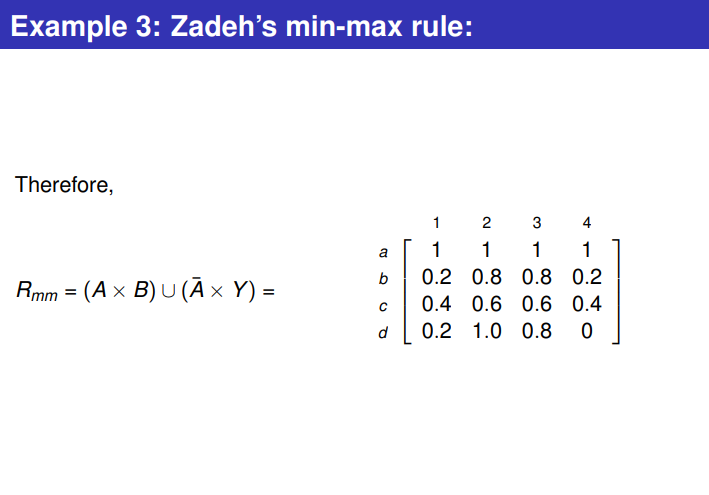 Example 3: Zadeh's min-max rule:
Therefore,
1 2 3 4
a 1 1 1 1
b 0.2 0.8 0.8 0.2
Rmm = (A × B) ∪ (Ā × Y) =
c 0.4 0.6 0.6 0.4
d 0.2 1.0 0.8 0